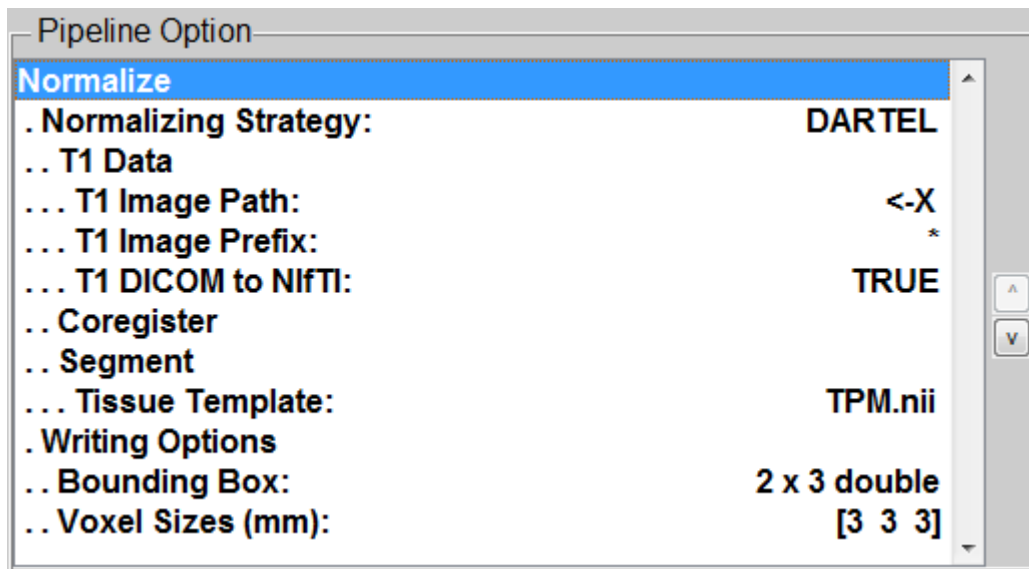 Pipeline Option
Normalize
. Normalizing Strategy: DARTEL
. . T1 Data
. . . T1 Image Path: <-X
. . . T1 Image Prefix: *
. . . T1 DICOM to NIfTI: TRUE
. . Coregister
. . Segment
. . . Tissue Template: TPM.nii
. Writing Options
. . Bounding Box: 2 x 3 double
. . Voxel Sizes (mm): [3 3 3]